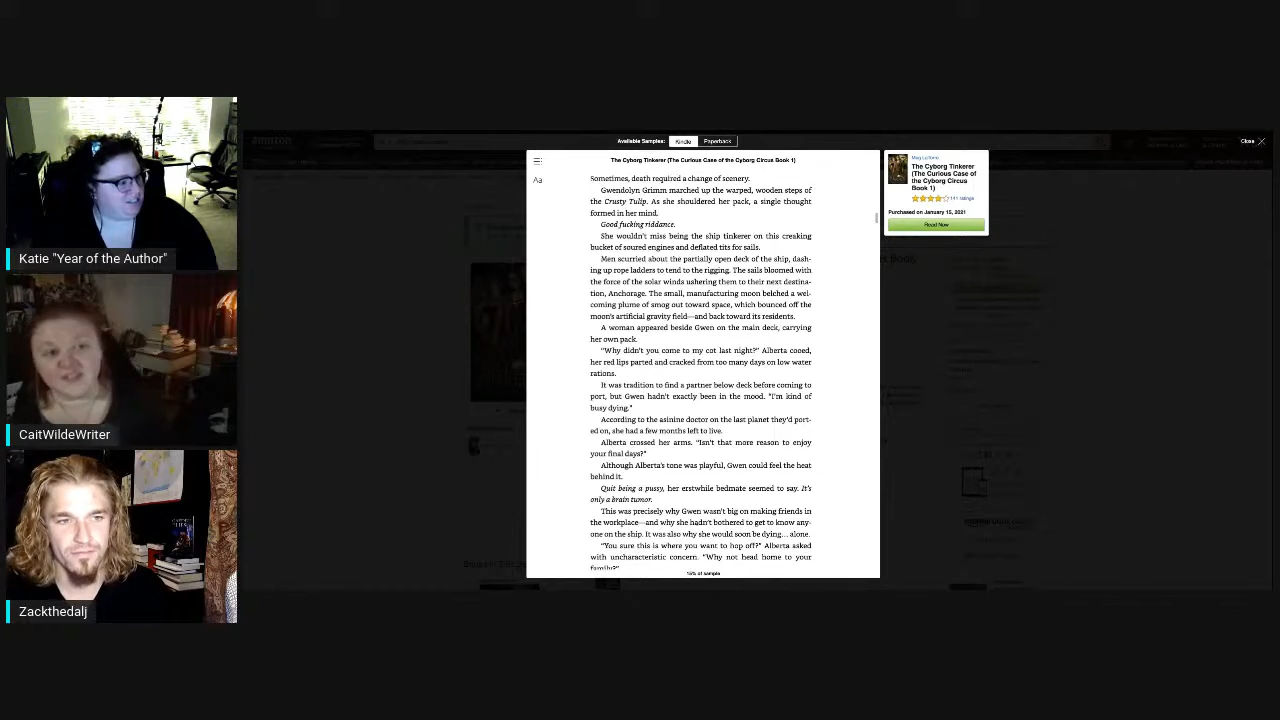 Katie "Year of the Author"
CaitWildeWriter
Zackthedalj
Available Samples:
Kindle
Paperback
Close
Aa
The Cyborg Tinkerer (The Curious Case of the Cyborg Circus Book 1)
Sometimes, death required a change of scenery.
Gwendolyn Grimm marched up the warped, wooden steps of
the Crusty Tulip. As she shouldered her pack, a single thought
formed in her mind.
Good fucking riddance.
She wouldn't miss being the ship tinkerer on this creaking
bucket of soured engines and deflated tits for sails.
Men scurried about the partially open deck of the ship, dash-
ing up rope ladders to tend to the rigging. The sails bloomed with
the force of the solar winds ushering them to their next destina-
tion, Anchorage. The small, manufacturing moon belched a wel-
coming plume of smog out toward space, which bounced off the
moon's artificial gravity field—and back toward its residents.
A woman appeared beside Gwen on the main deck, carrying
her own pack.
"Why didn't you come to my cot last night?" Alberta cooed,
her red lips parted and cracked from too many days on low water
rations.
It was tradition to find a partner below deck before coming to
port, but Gwen hadn't exactly been in the mood. "I'm kind of
busy dying."
According to the asinine doctor on the last planet they'd port-
ed on, she had a few months left to live.
Alberta crossed her arms. "Isn't that more reason to enjoy
your final days?"
Although Alberta's tone was playful, Gwen could feel the heat
behind it.
Quit being a pussy, her erstwhile bedmate seemed to say. It's
only a brain tumor.
This was precisely why Gwen wasn't big on making friends in
the workplace—and why she hadn't bothered to get to know any-
one on the ship. It was also why she would soon be dying... alone.
"You sure this is where you want to hop off?" Alberta asked
with uncharacteristic concern. "Why not head home to your
family?"
15% of sample
Meg LaTorre
The Cyborg Tinkerer
(The Curious Case of
the Cyborg Circus
Book 1)
141 ratings
Purchased on January 15, 2021
Read Now